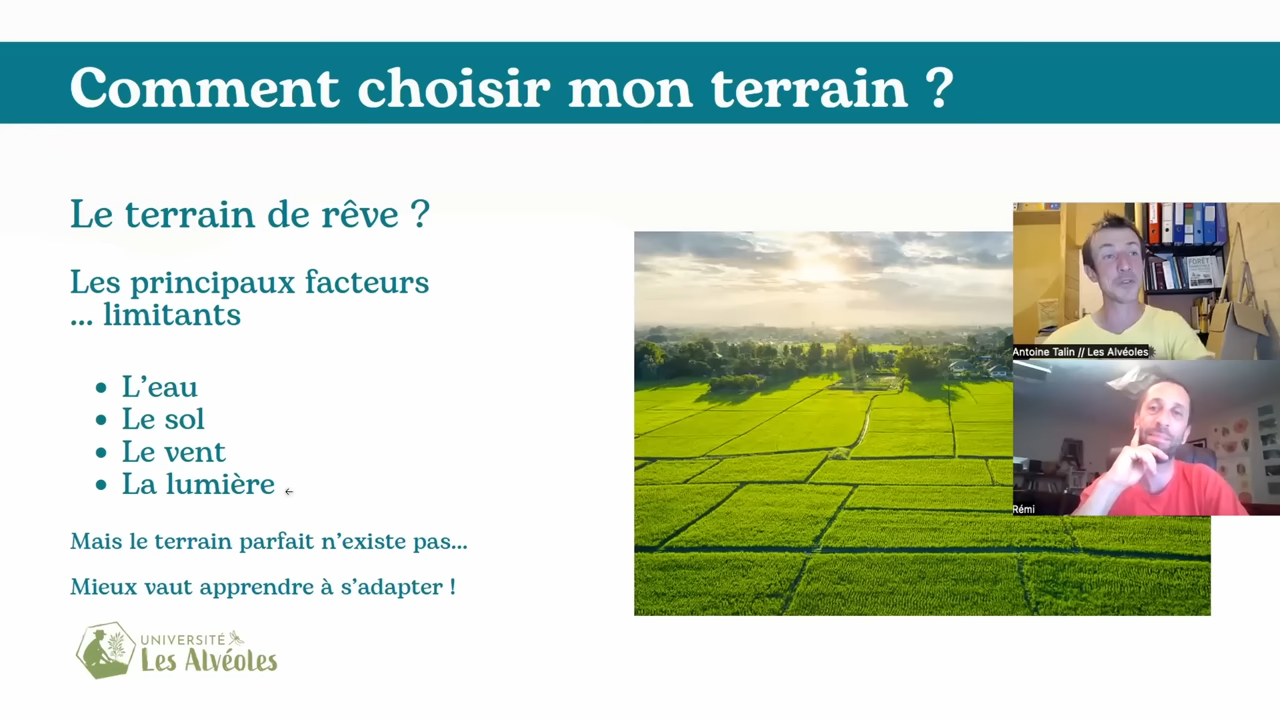 Comment choisir mon terrain ?
Le terrain de rêve ?
Les principaux facteurs
... limitants
• L'eau
• Le sol
• Le vent
• La lumière
Mais le terrain parfait n'existe pas...
Mieux vaut apprendre à s'adapter !
UNIVERSITÉ
Les Alvéoles
FORÊT
Antoine Talin // Les Alvéoles
Rémi